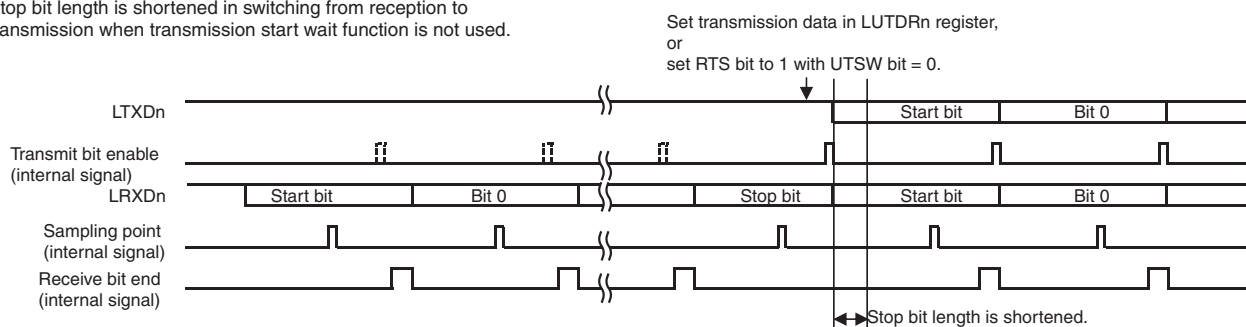 top bit length is shortened in switching from reception to
ansmission when transmission start wait function is not used.
Set transmission data in LUTDRn register,
or
set RTS bit to 1 with UTSW bit = 0.
LTXDn
Start bit
Bit 0
Transmit bit enable
(internal signal)
LRXDn
Start bit
Bit 0
Stop bit
Start bit
Bit 0
Sampling point
(internal signal)
Receive bit end
(internal signal)
Stop bit length is shortened.